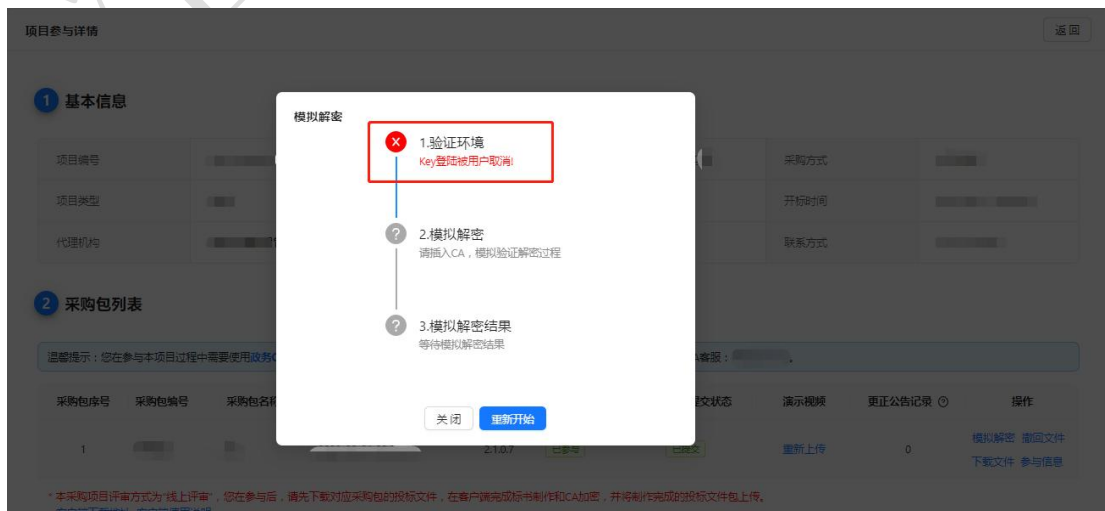 项目参与详情
返回
1 基本信息
模拟解密
1.验证环境
Key登陆被用户取消!
项目编号
采购方式
项目类型
开标时间
代理机构
联系方式
2.模拟解密
请插入CA，模拟验证解密过程
2 采购包列表
3.模拟解密结果
等待模拟解密结果
温馨提示：您在参与本项目过程中需要使用政务
客服：
采购包序号 采购包编号 采购包名称
交状态 演示视频 更正公告记录 操作
关闭 重新开始
1
2.1.0.7 已参与 已提交 重新上传 0 模拟解密 撤回文件
下载文件 参与信息
* 本采购项目评审方式为“线上评审”，您在参与后，请先下载对应采购包的投标文件，在客户端完成标书制作和CA加密，并将制作完成的投标文件包上传。